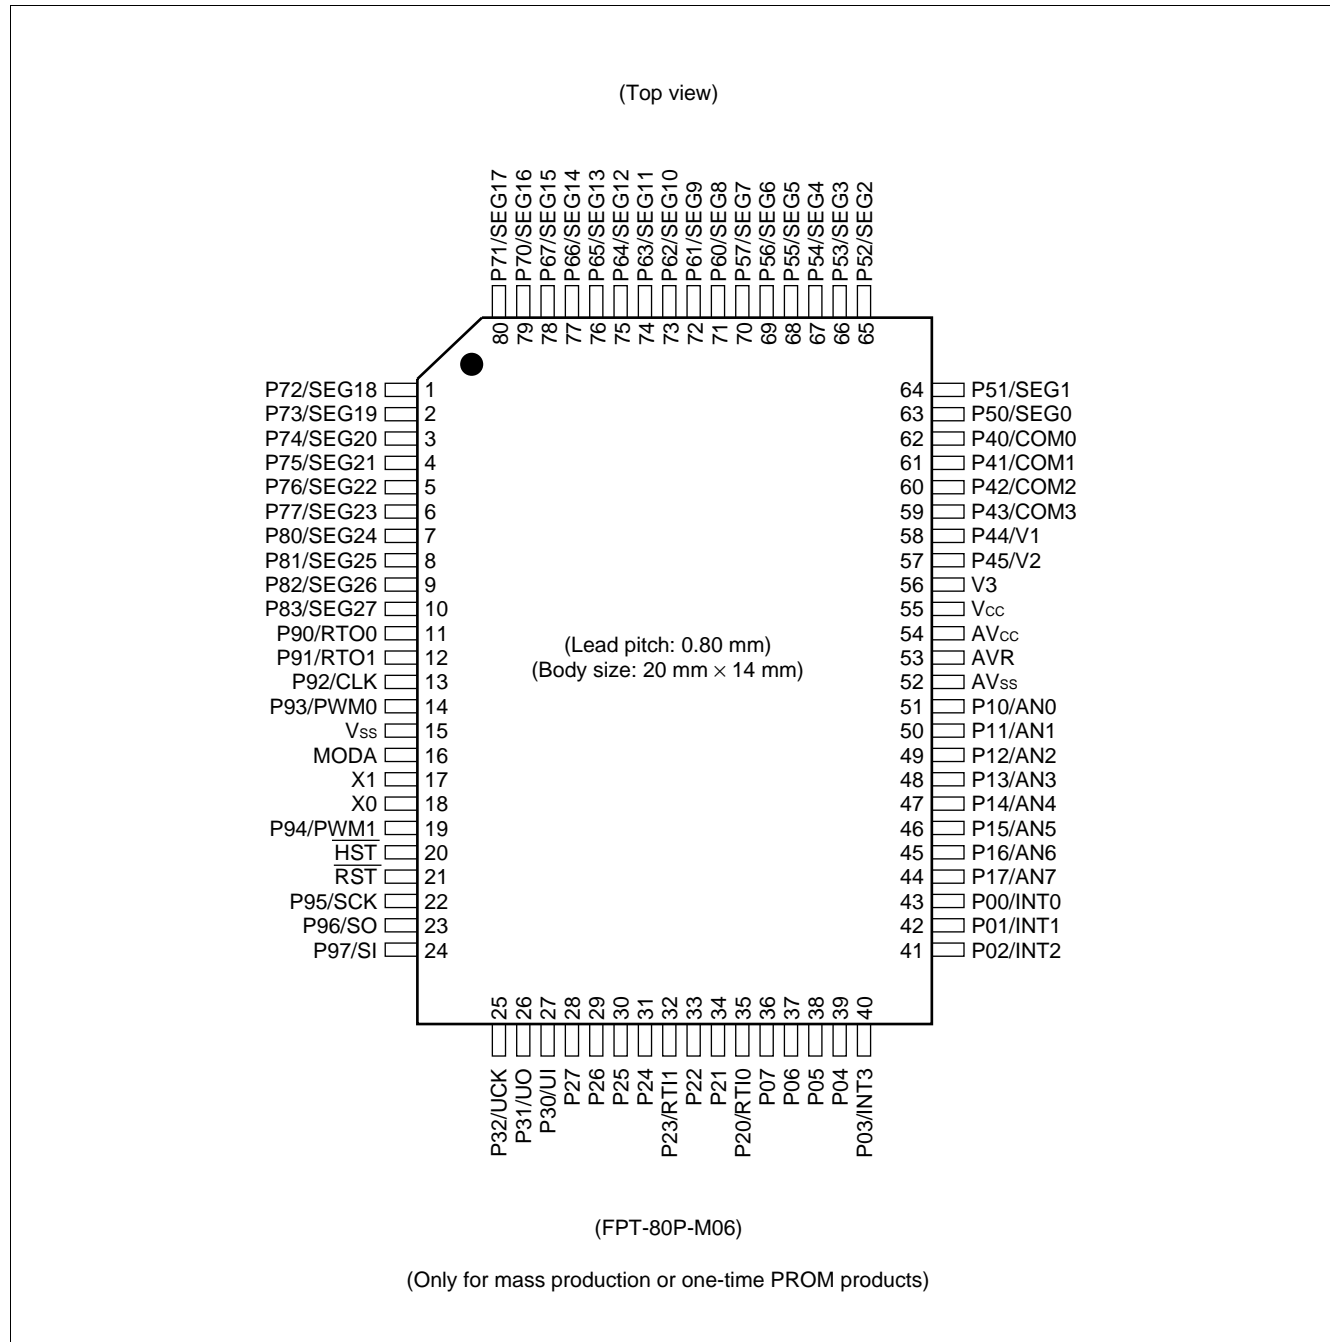 (Top view)
P71/SEG17
P70/SEG16
P67/SEG15
P66/SEG14
P65/SEG13
P64/SEG12
P63/SEG11
P62/SEG10
P61/SEG9
P60/SEG8
P57/SEG7
P56/SEG6
P55/SEG5
P54/SEG4
P53/SEG3
P52/SEG2
80
79
78
77
76
75
74
73
72
71
70
69
68
67
66
65
P72/SEG18 1
P73/SEG19 2
P74/SEG20 3
P75/SEG21 4
P76/SEG22 5
P77/SEG23 6
P80/SEG24 7
P81/SEG25 8
P82/SEG26 9
P83/SEG27 10
P90/RTO0 11
P91/RTO1 12
P92/CLK 13
P93/PWM0 14
Vss 15
MODA 16
X1 17
X0 18
P94/PWM1 19
HST 20
RST 21
P95/SCK 22
P96/SO 23
P97/SI 24
(Lead pitch: 0.80 mm)
(Body size: 20 mm × 14 mm)
64 P51/SEG1
63 P50/SEG0
62 P40/COM0
61 P41/COM1
60 P42/COM2
59 P43/COM3
58 P44/V1
57 P45/V2
56 V3
55 Vcc
54 AVcc
53 AVR
52 AVss
51 P10/AN0
50 P11/AN1
49 P12/AN2
48 P13/AN3
47 P14/AN4
46 P15/AN5
45 P16/AN6
44 P17/AN7
43 P00/INT0
42 P01/INT1
41 P02/INT2
25
26
27
28
29
30
31
32
33
34
35
36
37
38
39
40
P32/UCK
P31/UO
P30/UI
P27
P26
P25
P24
P23/RTI1
P22
P21
P20/RTI0
P07
P06
P05
P04
P03/INT3
(FPT-80P-M06)
(Only for mass production or one-time PROM products)